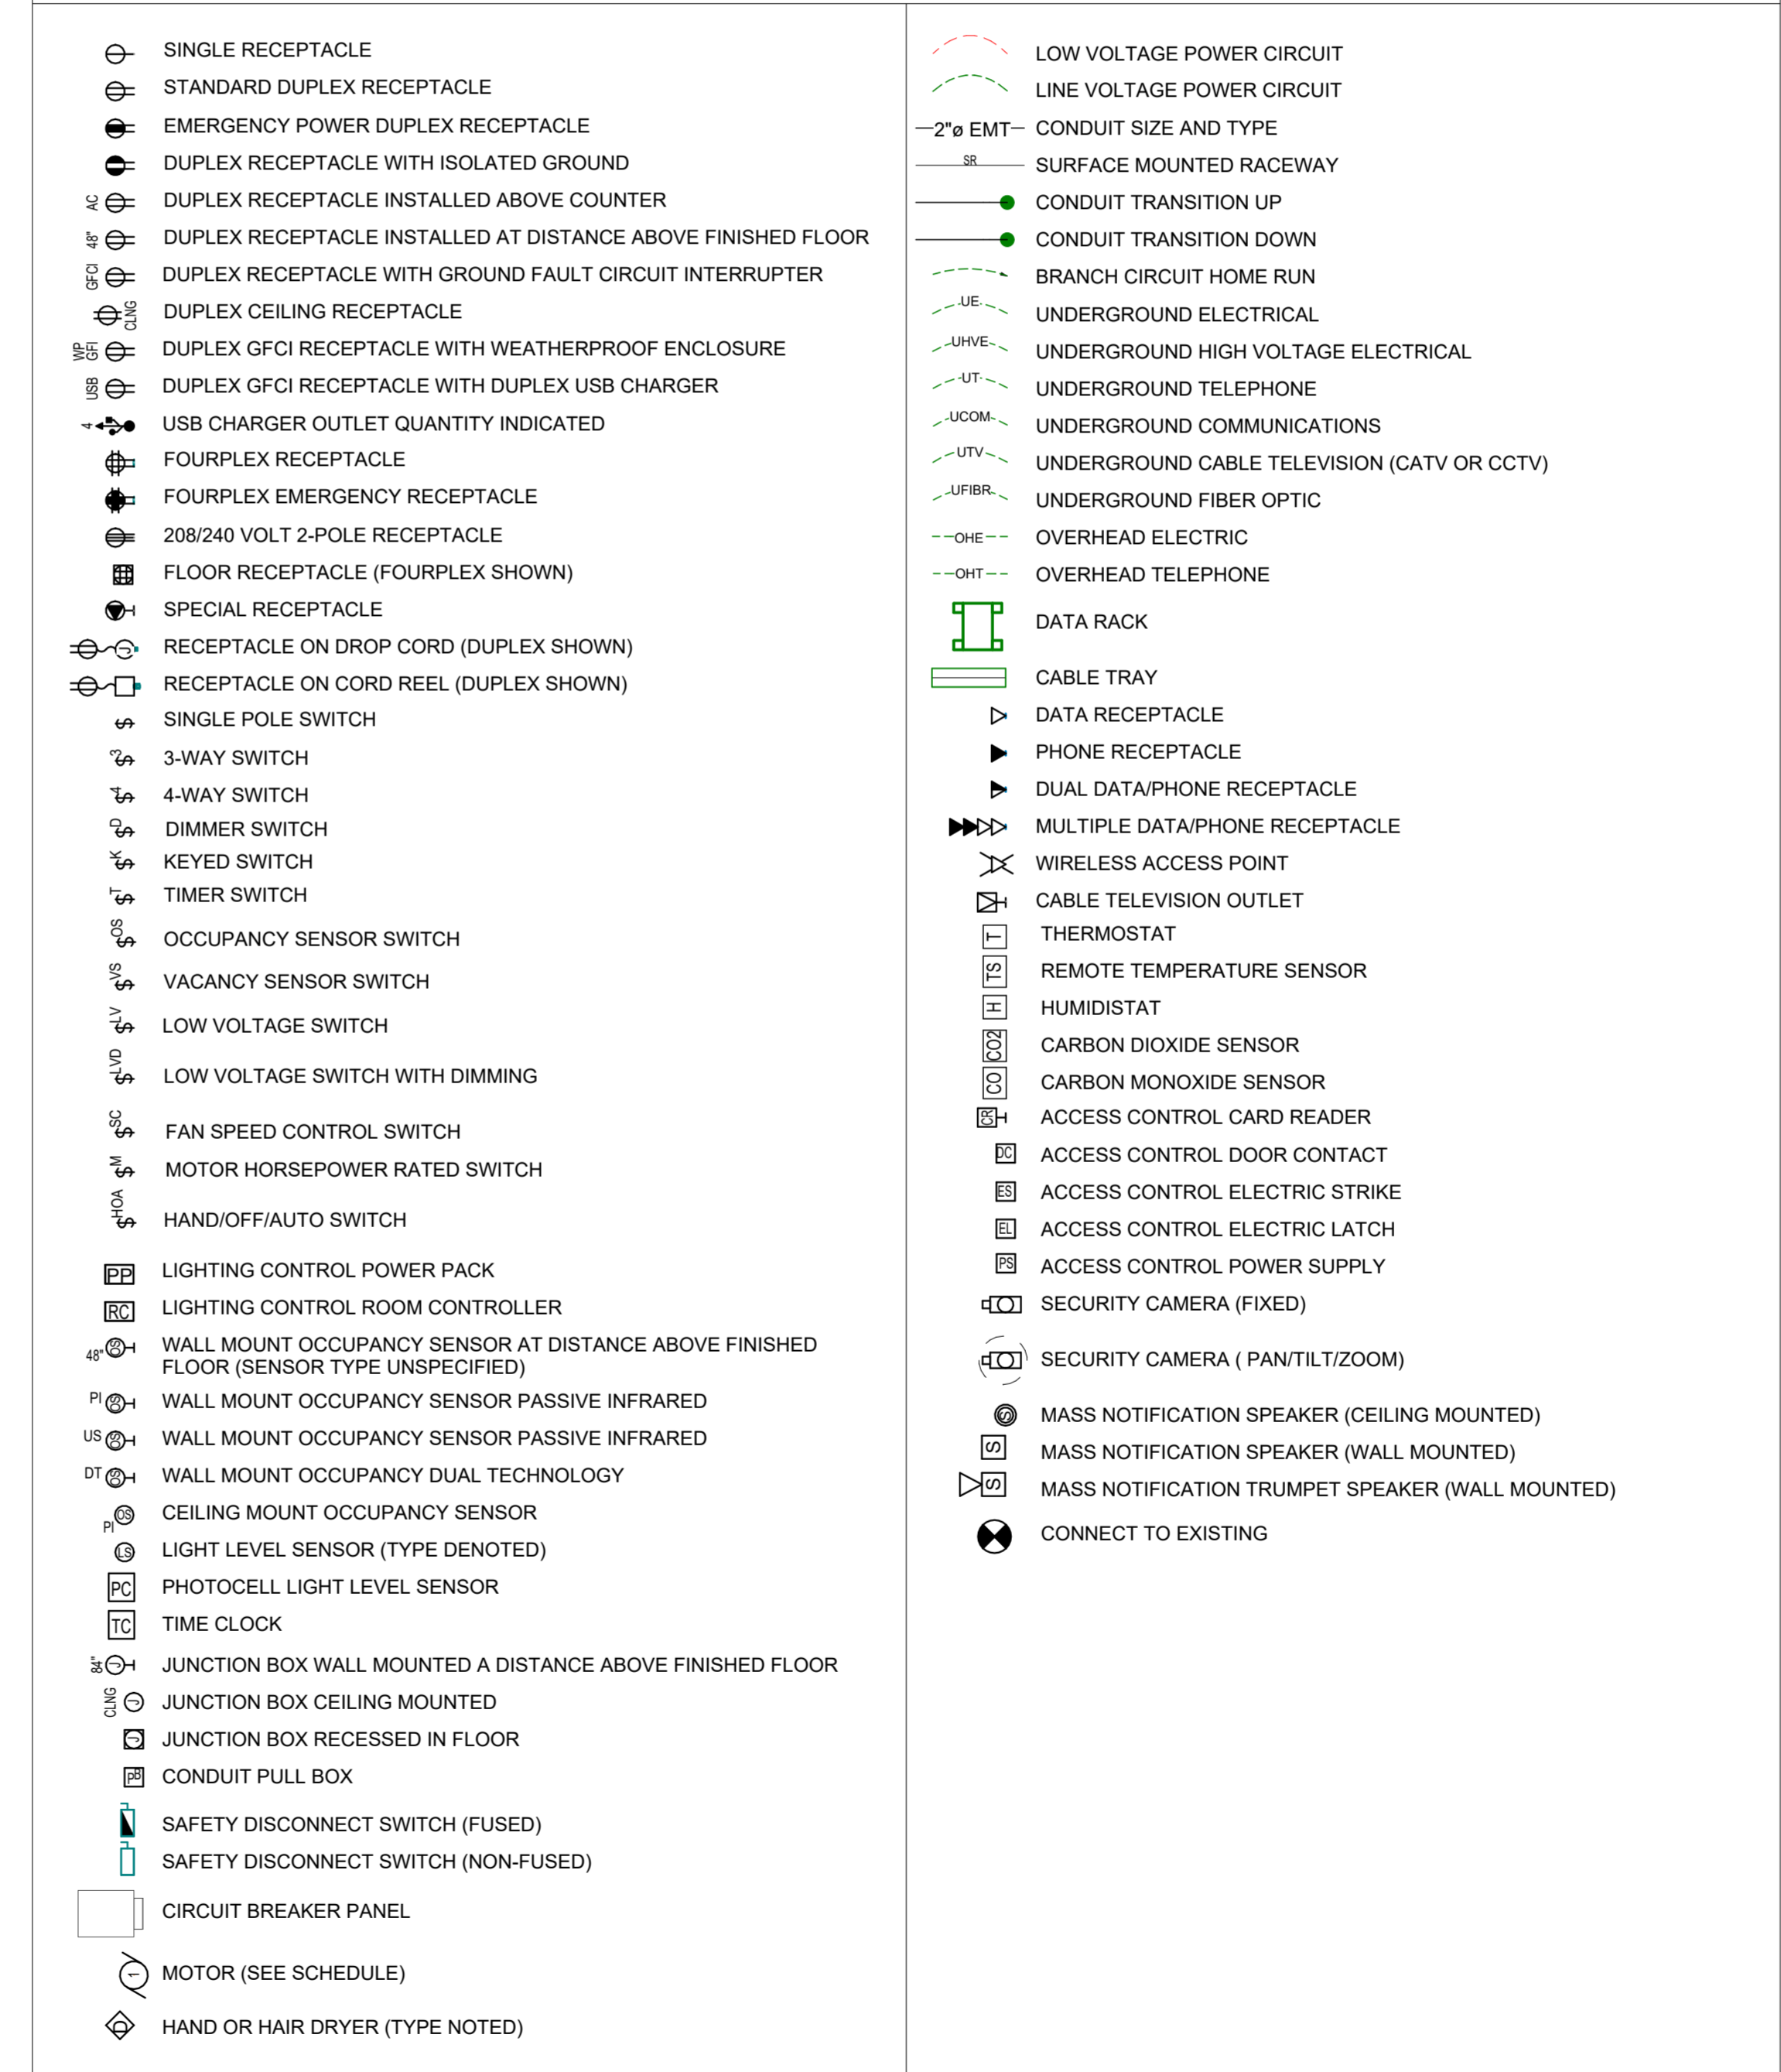 SINGLE RECEPTACLE
STANDARD DUPLEX RECEPTACLE
EMERGENCY POWER DUPLEX RECEPTACLE
DUPLEX RECEPTACLE WITH ISOLATED GROUND
AC DUPLEX RECEPTACLE INSTALLED ABOVE COUNTER
48" DUPLEX RECEPTACLE INSTALLED AT DISTANCE ABOVE FINISHED FLOOR
GFCI DUPLEX RECEPTACLE WITH GROUND FAULT CIRCUIT INTERRUPTER
CLNG DUPLEX CEILING RECEPTACLE
WP GFI DUPLEX GFCI RECEPTACLE WITH WEATHERPROOF ENCLOSURE
USB DUPLEX GFCI RECEPTACLE WITH DUPLEX USB CHARGER
4 USB CHARGER OUTLET QUANTITY INDICATED
FOURPLEX RECEPTACLE
FOURPLEX EMERGENCY RECEPTACLE
208/240 VOLT 2-POLE RECEPTACLE
FLOOR RECEPTACLE (FOURPLEX SHOWN)
SPECIAL RECEPTACLE
J RECEPTACLE ON DROP CORD (DUPLEX SHOWN)
RECEPTACLE ON CORD REEL (DUPLEX SHOWN)
$ SINGLE POLE SWITCH
$3 3-WAY SWITCH
$4 4-WAY SWITCH
$D DIMMER SWITCH
$K KEYED SWITCH
$T TIMER SWITCH
$OS OCCUPANCY SENSOR SWITCH
$VS VACANCY SENSOR SWITCH
$LV LOW VOLTAGE SWITCH
$LVD LOW VOLTAGE SWITCH WITH DIMMING
$SC FAN SPEED CONTROL SWITCH
$M MOTOR HORSEPOWER RATED SWITCH
$HOA HAND/OFF/AUTO SWITCH
PP LIGHTING CONTROL POWER PACK
RC LIGHTING CONTROL ROOM CONTROLLER
48" OS WALL MOUNT OCCUPANCY SENSOR AT DISTANCE ABOVE FINISHED
FLOOR (SENSOR TYPE UNSPECIFIED)
PI OS WALL MOUNT OCCUPANCY SENSOR PASSIVE INFRARED
US OS WALL MOUNT OCCUPANCY SENSOR PASSIVE INFRARED
DT OS WALL MOUNT OCCUPANCY DUAL TECHNOLOGY
PI OS CEILING MOUNT OCCUPANCY SENSOR
LS LIGHT LEVEL SENSOR (TYPE DENOTED)
PC PHOTOCELL LIGHT LEVEL SENSOR
TC TIME CLOCK
84" J JUNCTION BOX WALL MOUNTED A DISTANCE ABOVE FINISHED FLOOR
CLNG J JUNCTION BOX CEILING MOUNTED
J JUNCTION BOX RECESSED IN FLOOR
PB CONDUIT PULL BOX
SAFETY DISCONNECT SWITCH (FUSED)
SAFETY DISCONNECT SWITCH (NON-FUSED)
CIRCUIT BREAKER PANEL
1 MOTOR (SEE SCHEDULE)
D HAND OR HAIR DRYER (TYPE NOTED)
LOW VOLTAGE POWER CIRCUIT
LINE VOLTAGE POWER CIRCUIT
2"ø EMT CONDUIT SIZE AND TYPE
SR SURFACE MOUNTED RACEWAY
CONDUIT TRANSITION UP
CONDUIT TRANSITION DOWN
BRANCH CIRCUIT HOME RUN
UE UNDERGROUND ELECTRICAL
UHVE UNDERGROUND HIGH VOLTAGE ELECTRICAL
UT UNDERGROUND TELEPHONE
UCOM UNDERGROUND COMMUNICATIONS
UTV UNDERGROUND CABLE TELEVISION (CATV OR CCTV)
UFIBR UNDERGROUND FIBER OPTIC
OHE OVERHEAD ELECTRIC
OHT OVERHEAD TELEPHONE
DATA RACK
CABLE TRAY
DATA RECEPTACLE
PHONE RECEPTACLE
DUAL DATA/PHONE RECEPTACLE
MULTIPLE DATA/PHONE RECEPTACLE
WIRELESS ACCESS POINT
CABLE TELEVISION OUTLET
T THERMOSTAT
TS REMOTE TEMPERATURE SENSOR
H HUMIDISTAT
CO2 CARBON DIOXIDE SENSOR
CO CARBON MONOXIDE SENSOR
CR ACCESS CONTROL CARD READER
DC ACCESS CONTROL DOOR CONTACT
ES ACCESS CONTROL ELECTRIC STRIKE
EL ACCESS CONTROL ELECTRIC LATCH
PS ACCESS CONTROL POWER SUPPLY
SECURITY CAMERA (FIXED)
SECURITY CAMERA ( PAN/TILT/ZOOM)
S MASS NOTIFICATION SPEAKER (CEILING MOUNTED)
S MASS NOTIFICATION SPEAKER (WALL MOUNTED)
S MASS NOTIFICATION TRUMPET SPEAKER (WALL MOUNTED)
CONNECT TO EXISTING